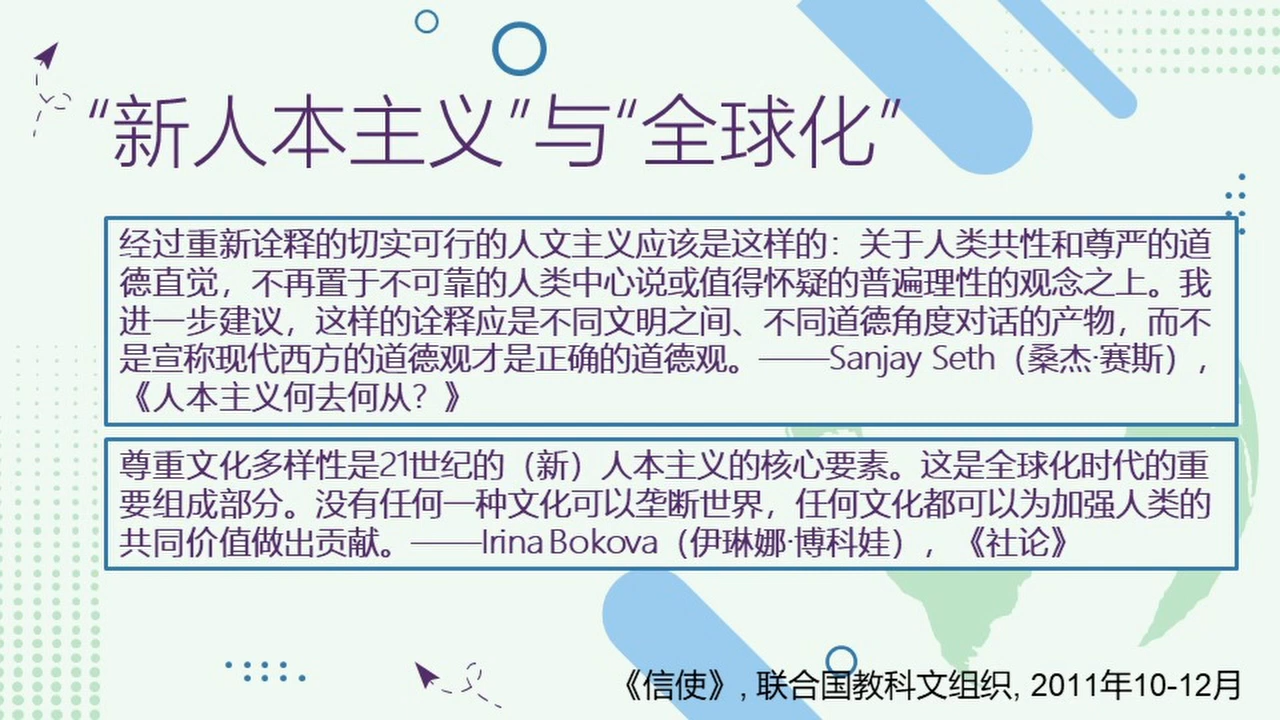 “新人本主义”与“全球化”
经过重新诠释的切实可行的人文主义应该是这样的：关于人类共性和尊严的道
德直觉，不再置于不可靠的人类中心说或值得怀疑的普遍理性的观念之上。我
进一步建议，这样的诠释应是不同文明之间、不同道德角度对话的产物，而不
是宣称现代西方的道德观才是正确的道德观。——Sanjay Seth（桑杰·赛斯），
《人本主义何去何从？》
尊重文化多样性是21世纪的（新）人本主义的核心要素。这是全球化时代的重
要组成部分。没有任何一种文化可以垄断世界，任何文化都可以为加强人类的
共同价值做出贡献。——Irina Bokova（伊琳娜·博科娃），《社论》
《信使》, 联合国教科文组织, 2011年10-12月